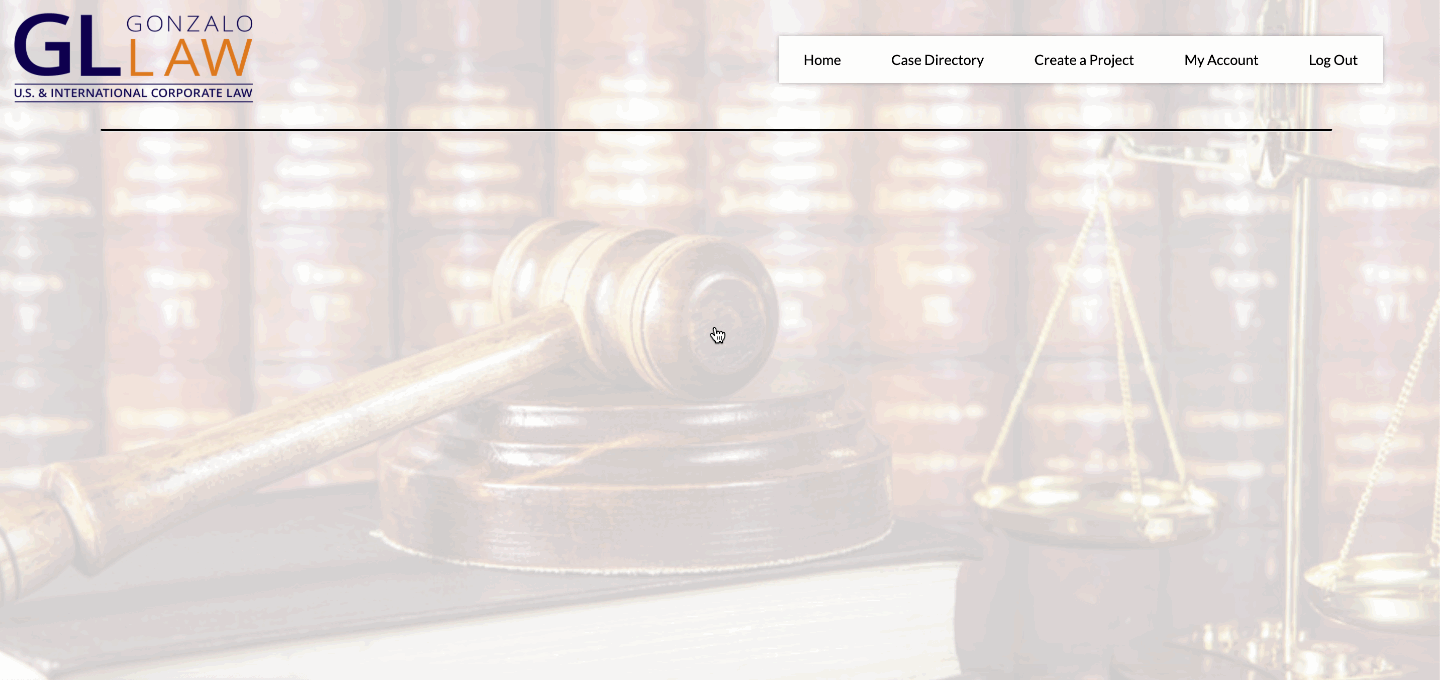 GONZALO
GL LAW
U.S. & INTERNATIONAL CORPORATE LAW
Home
Case Directory
Create a Project
My Account
Log Out